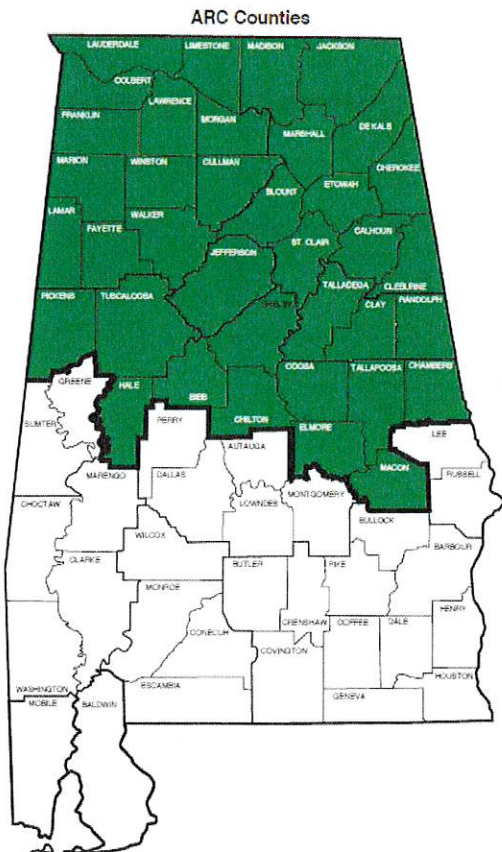 ARC Counties
LAUDERDALE
LIMESTONE
MADISON
JACKSON
COLBERT
LAWRENCE
FRANKLIN
MORGAN
MARSHALL
DE KALB
MARION
WINSTON
CULLMAN
CHEROKEE
ETOWAH
BLOUNT
LAMAR
WALKER
FAYETTE
ST. CLAIR
CALHOUN
JEFFERSON
TALLADEGA
CLEBURNE
PICKENS
TUSCALOOSA
SHELBY
CLAY
RANDOLPH
GREENE
HALE
BIBB
COOSA
TALLAPOOSA
CHAMBERS
SUMTER
PERRY
CHILTON
ELMORE
LEE
AUTAUGA
MACON
MARENGO
DALLAS
RUSSELL
CHOCTAW
LOWNDES
MONTGOMERY
BULLOCK
WILCOX
BARBOUR
CLARKE
BUTLER
PIKE
MONROE
HENRY
CONECUH
CRENSHAW
COFFEE
DALE
COVINGTON
HOUSTON
WASHINGTON
ESCAMBIA
GENEVA
MOBILE
BALDWIN